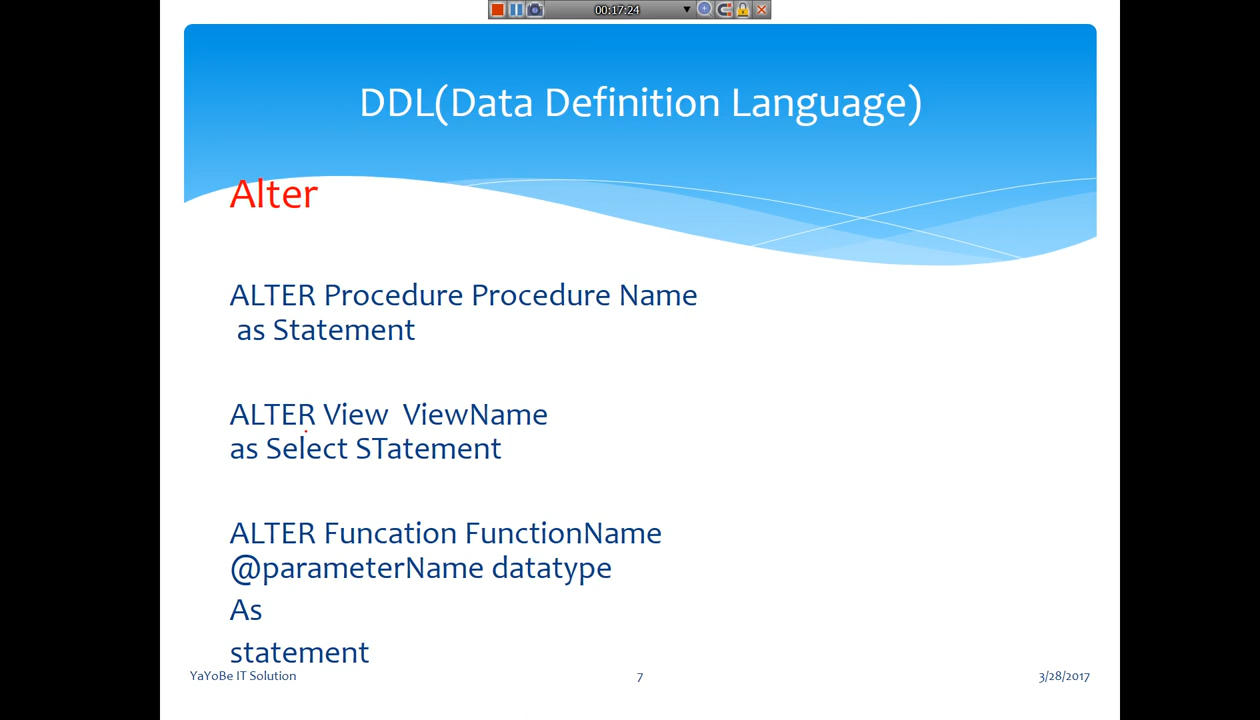 00:17:24
DDL(Data Definition Language)
Alter
ALTER Procedure Procedure Name
as Statement
ALTER View ViewName
as Select STatement
ALTER Funcation FunctionName
@parameterName datatype
As
statement
YaYoBe IT Solution
7
3/28/2017